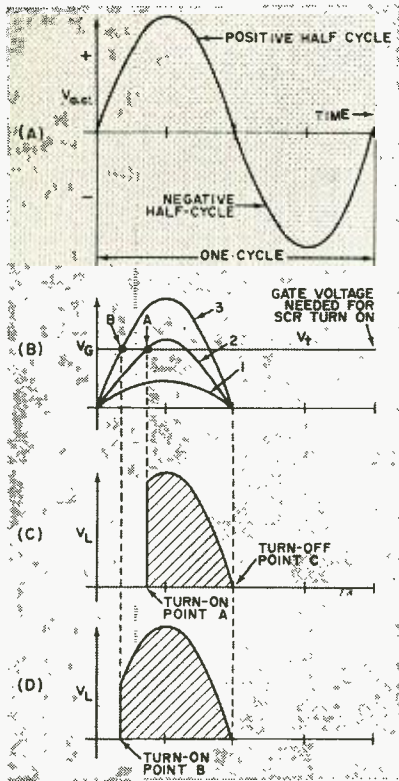 +
POSITIVE HALF CYCLE
Va.c.
TIME
(A)
−
NEGATIVE
HALF-CYCLE
ONE CYCLE
GATE VOLTAGE
NEEDED FOR
SCR TURN ON
B
A
3
(B)
VG
2
Vt
1
(C)
VL
TURN-OFF
POINT C
TURN-ON
POINT A
(D)
VL
TURN-ON
POINT B